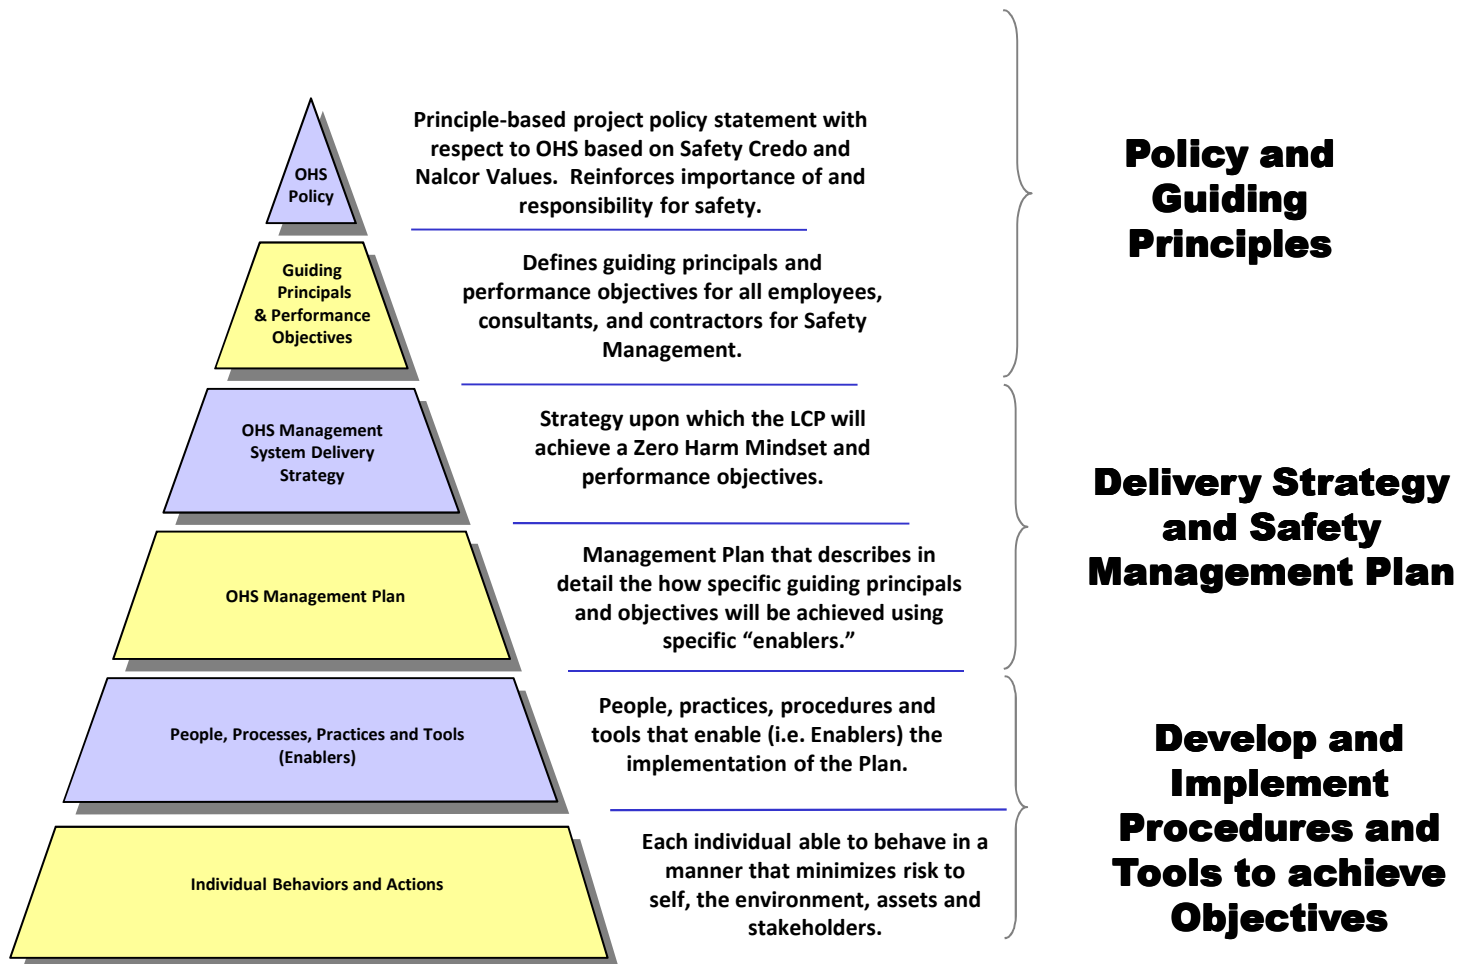 OHS
Policy
Principle-based project policy statement with
respect to OHS based on Safety Credo and
Nalcor Values.  Reinforces importance of and
responsibility for safety.
Guiding
Principals
& Performance
Objectives
Defines guiding principals and
performance objectives for all employees,
consultants, and contractors for Safety
Management.
Policy and
Guiding
Principles
OHS Management
System Delivery
Strategy
Strategy upon which the LCP will
achieve a Zero Harm Mindset and
performance objectives.
OHS Management Plan
Management Plan that describes in
detail the how specific guiding principals
and objectives will be achieved using
specific “enablers.”
Delivery Strategy
and Safety
Management Plan
People, Processes, Practices and Tools
(Enablers)
People, practices, procedures and
tools that enable (i.e. Enablers) the
implementation of the Plan.
Individual Behaviors and Actions
Each individual able to behave in a
manner that minimizes risk to
self, the environment, assets and
stakeholders.
Develop and
Implement
Procedures and
Tools to achieve
Objectives